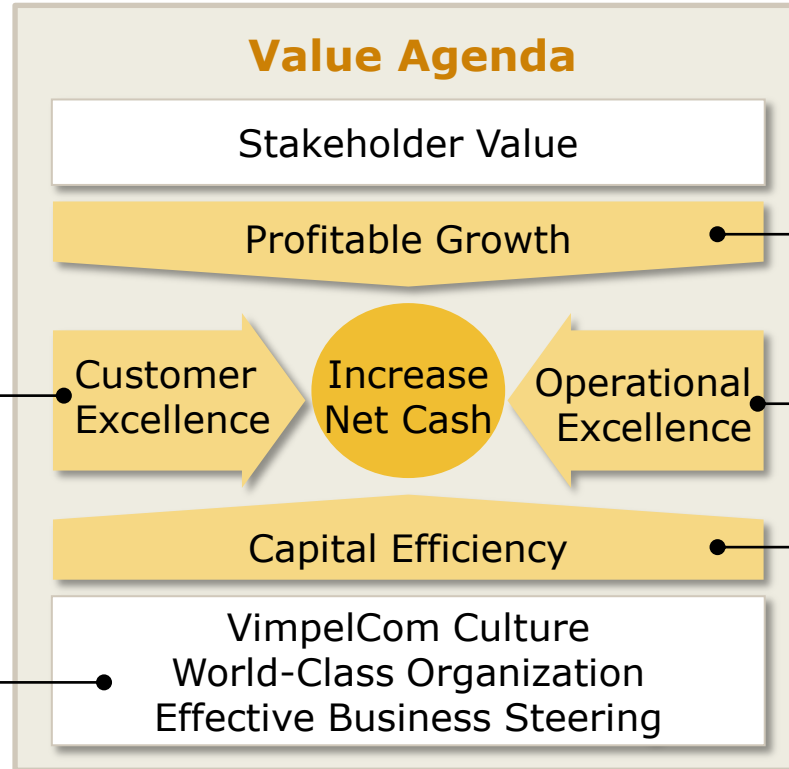 Value Agenda
Stakeholder Value
Profitable Growth
Customer
Excellence
Increase
Net Cash
Operational
Excellence
Capital Efficiency
VimpelCom Culture
World-Class Organization
Effective Business Steering